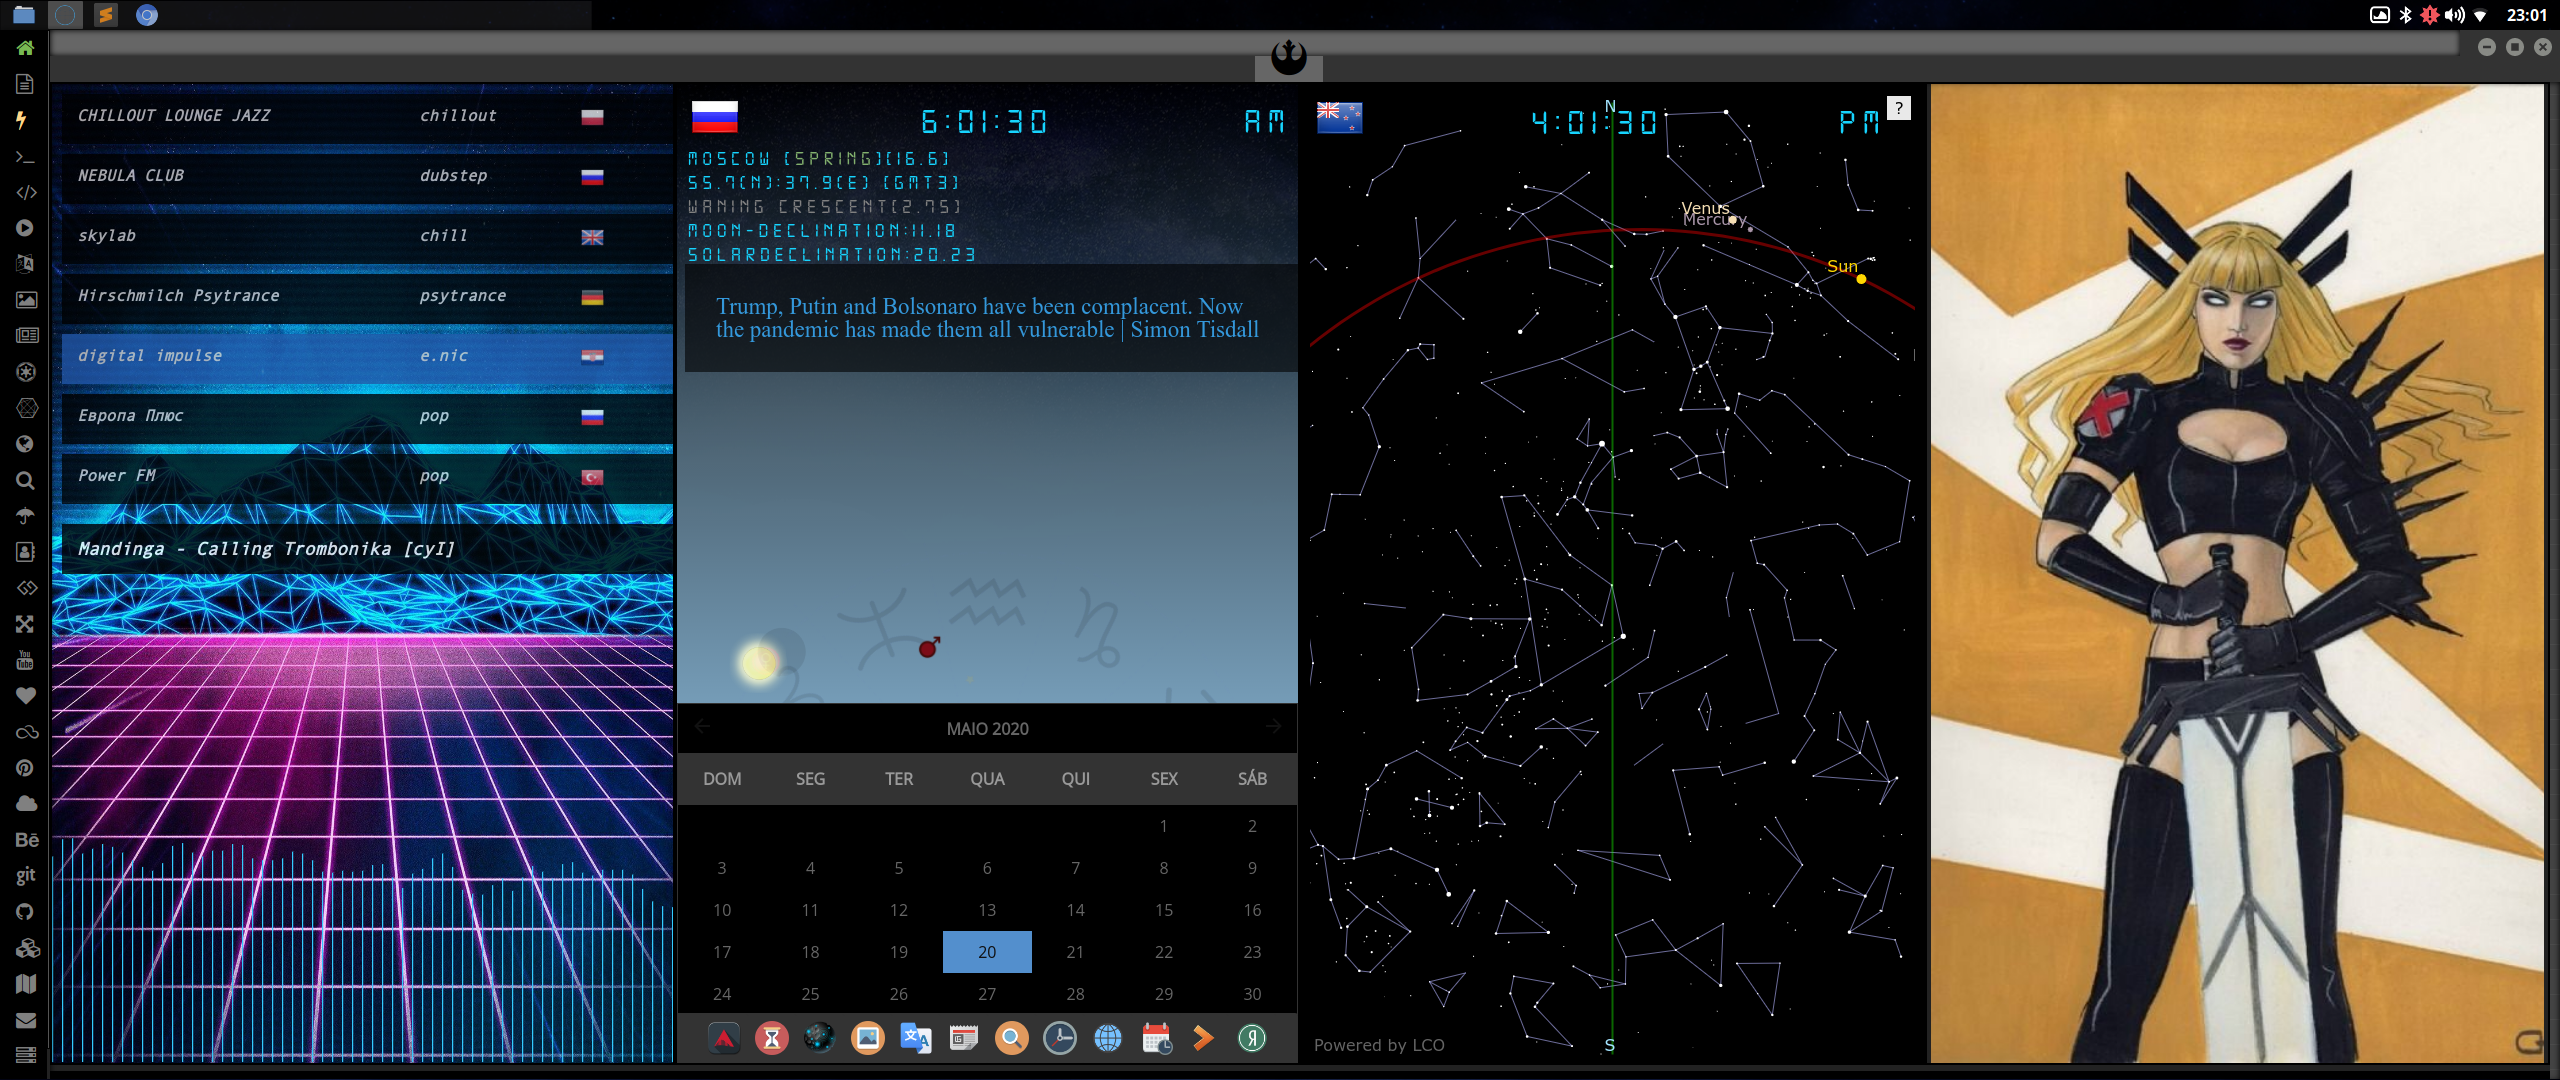 23:01
CHILLOUT LOUNGE JAZZ chillout
NEBULA CLUB dubstep
skylab chill
Hirschmilch Psytrance psytrance
digital impulse e.nic
Европа Плюс pop
Power FM pop
Mandinga - Calling Trombonika [cyI]
You
Tube
Bē
git
6:01:30 AM
MOSCOW [SPRING][16.6]
55.7(N):37.9(E) [GMT3]
WANING CRESCENT[2.75]
MOON-DECLINATION:11.18
SOLARDECLINATION:20.23
Trump, Putin and Bolsonaro have been complacent. Now
the pandemic has made them all vulnerable | Simon Tisdall
MAIO 2020
DOM SEG TER QUA QUI SEX SÁB
1 2
3 4 5 6 7 8 9
10 11 12 13 14 15 16
17 18 19 20 21 22 23
24 25 26 27 28 29 30
Я
4:01:30 PM
?
N
Venus
Mercury
Sun
S
Powered by LCO